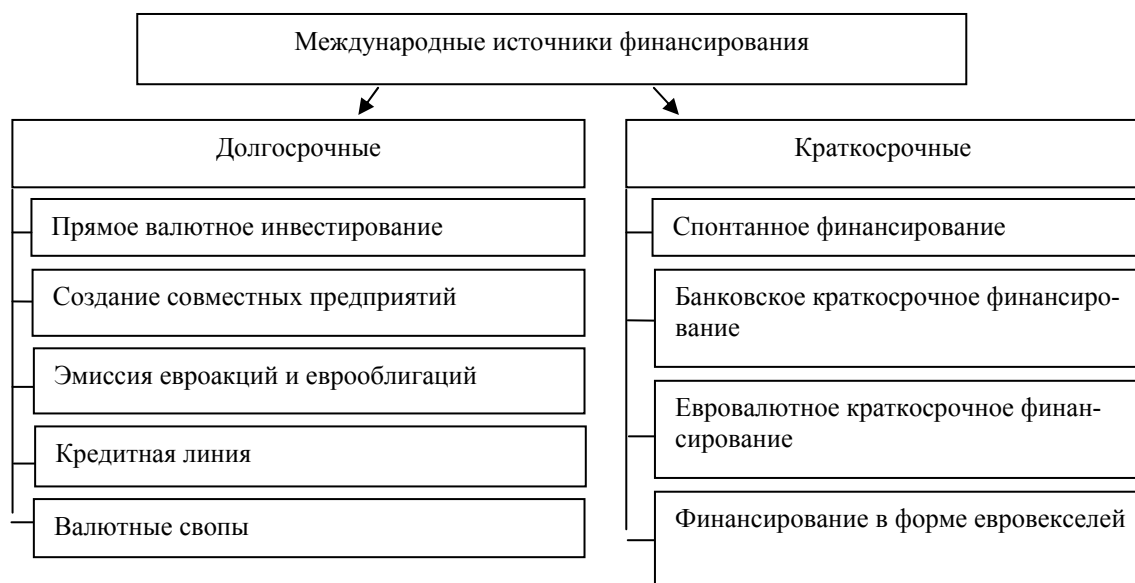 Международные источники финансирования
Долгосрочные
Прямое валютное инвестирование
Создание совместных предприятий
Эмиссия евроакций и еврооблигаций
Кредитная линия
Валютные свопы
Краткосрочные
Спонтанное финансирование
Банковское краткосрочное финансиро-
вание
Евровалютное краткосрочное финан-
сирование
Финансирование в форме евровекселей